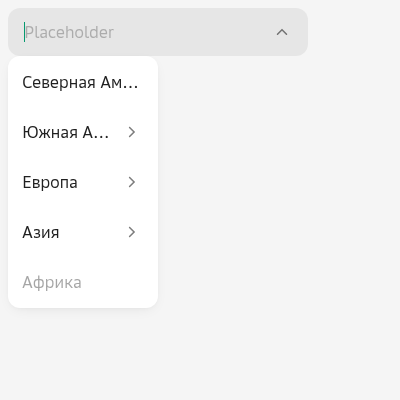 Placeholder
Северная Ам...
Южная А...
Европа
Азия
Африка